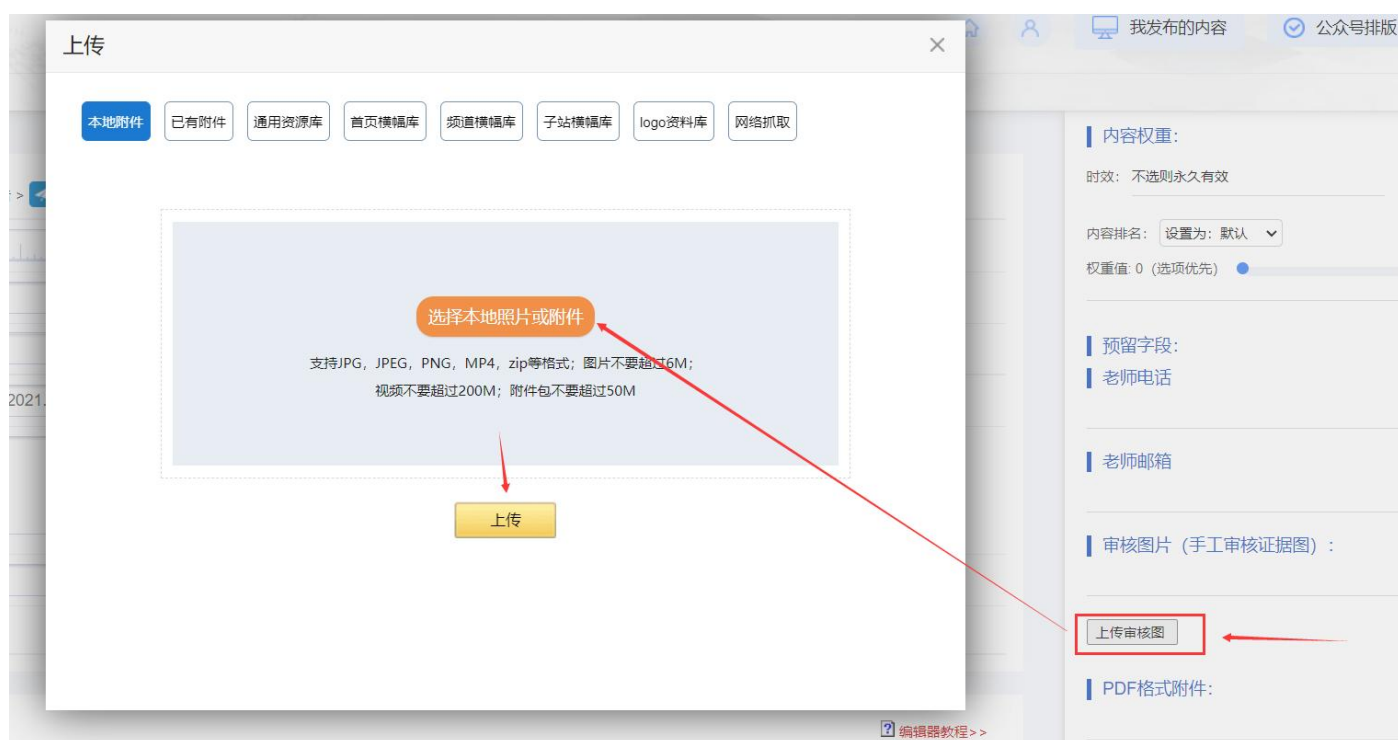 我发布的内容
公众号排版
上传
本地附件
已有附件
通用资源库
首页横幅库
频道横幅库
子站横幅库
logo资料库
网络抓取
选择本地照片或附件
支持JPG，JPEG，PNG，MP4，zip等格式；图片不要超过6M；
视频不要超过200M；附件包不要超过50M
上传
>
2021.
内容权重：
时效： 不选则永久有效
内容排名： 设置为：默认
权重值: 0 (选项优先)
预留字段：
老师电话
老师邮箱
审核图片（手工审核证据图）：
上传审核图
PDF格式附件：
编辑器教程>>